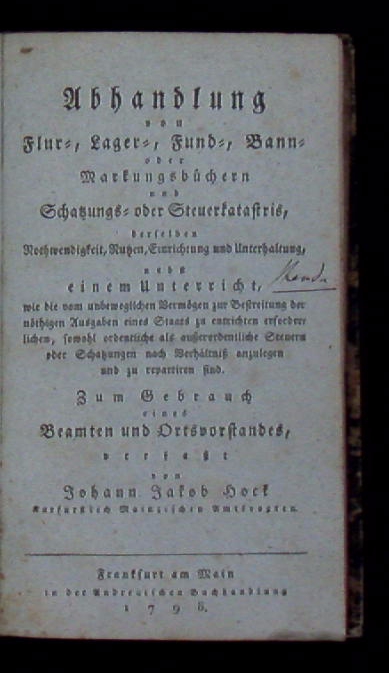 Abhandlung
vom
Flur-, Lager-, Fund-, Bann-
oder
Markungsbüchern
und
Schatzungs- oder Steuerkatastris,
derselben
Nothwendigkeit, Nutzen, Einrichtung und Unterhaltung,
nebst
einem Unterricht,
wie die vom unbeweglichen Vermögen zur Bestreitung der
nöthigen Ausgaben eines Staats zu entrichten erforder
lichen, sowohl ordentliche als außerordentliche Steuern
oder Schatzungen nach Verhältniß anzulegen
und zu repartiren sind.
Zum Gebrauch
eines
Beamten und Ortsvorstandes,
verfaßt
von
Johann Jakob Hock
Kurfürstlich Mainzischen Amtsvogten.
Frankfurt am Main
in der Andreäischen Buchhandlung
1798.